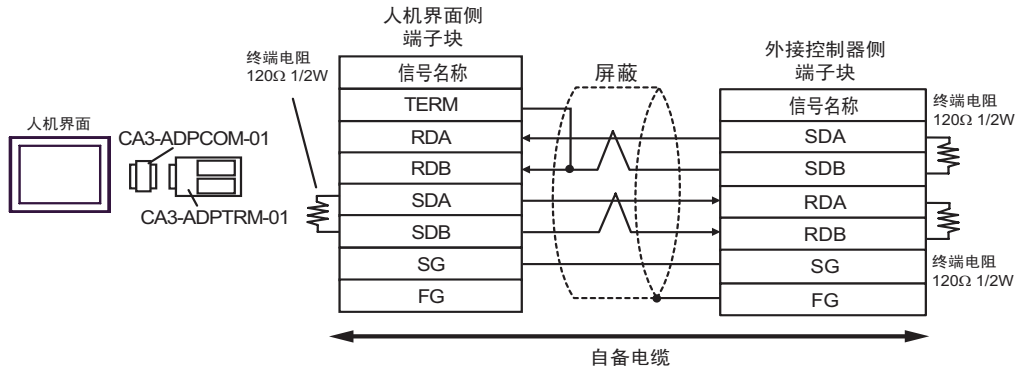 人机界面
CA3-ADPCOM-01
CA3-ADPTRM-01
终端电阻
120Ω 1/2W
人机界面侧
端子块
信号名称
TERM
RDA
RDB
SDA
SDB
SG
FG
屏蔽
外接控制器侧
端子块
信号名称
SDA
SDB
RDA
RDB
SG
FG
终端电阻
120Ω 1/2W
终端电阻
120Ω 1/2W
自备电缆